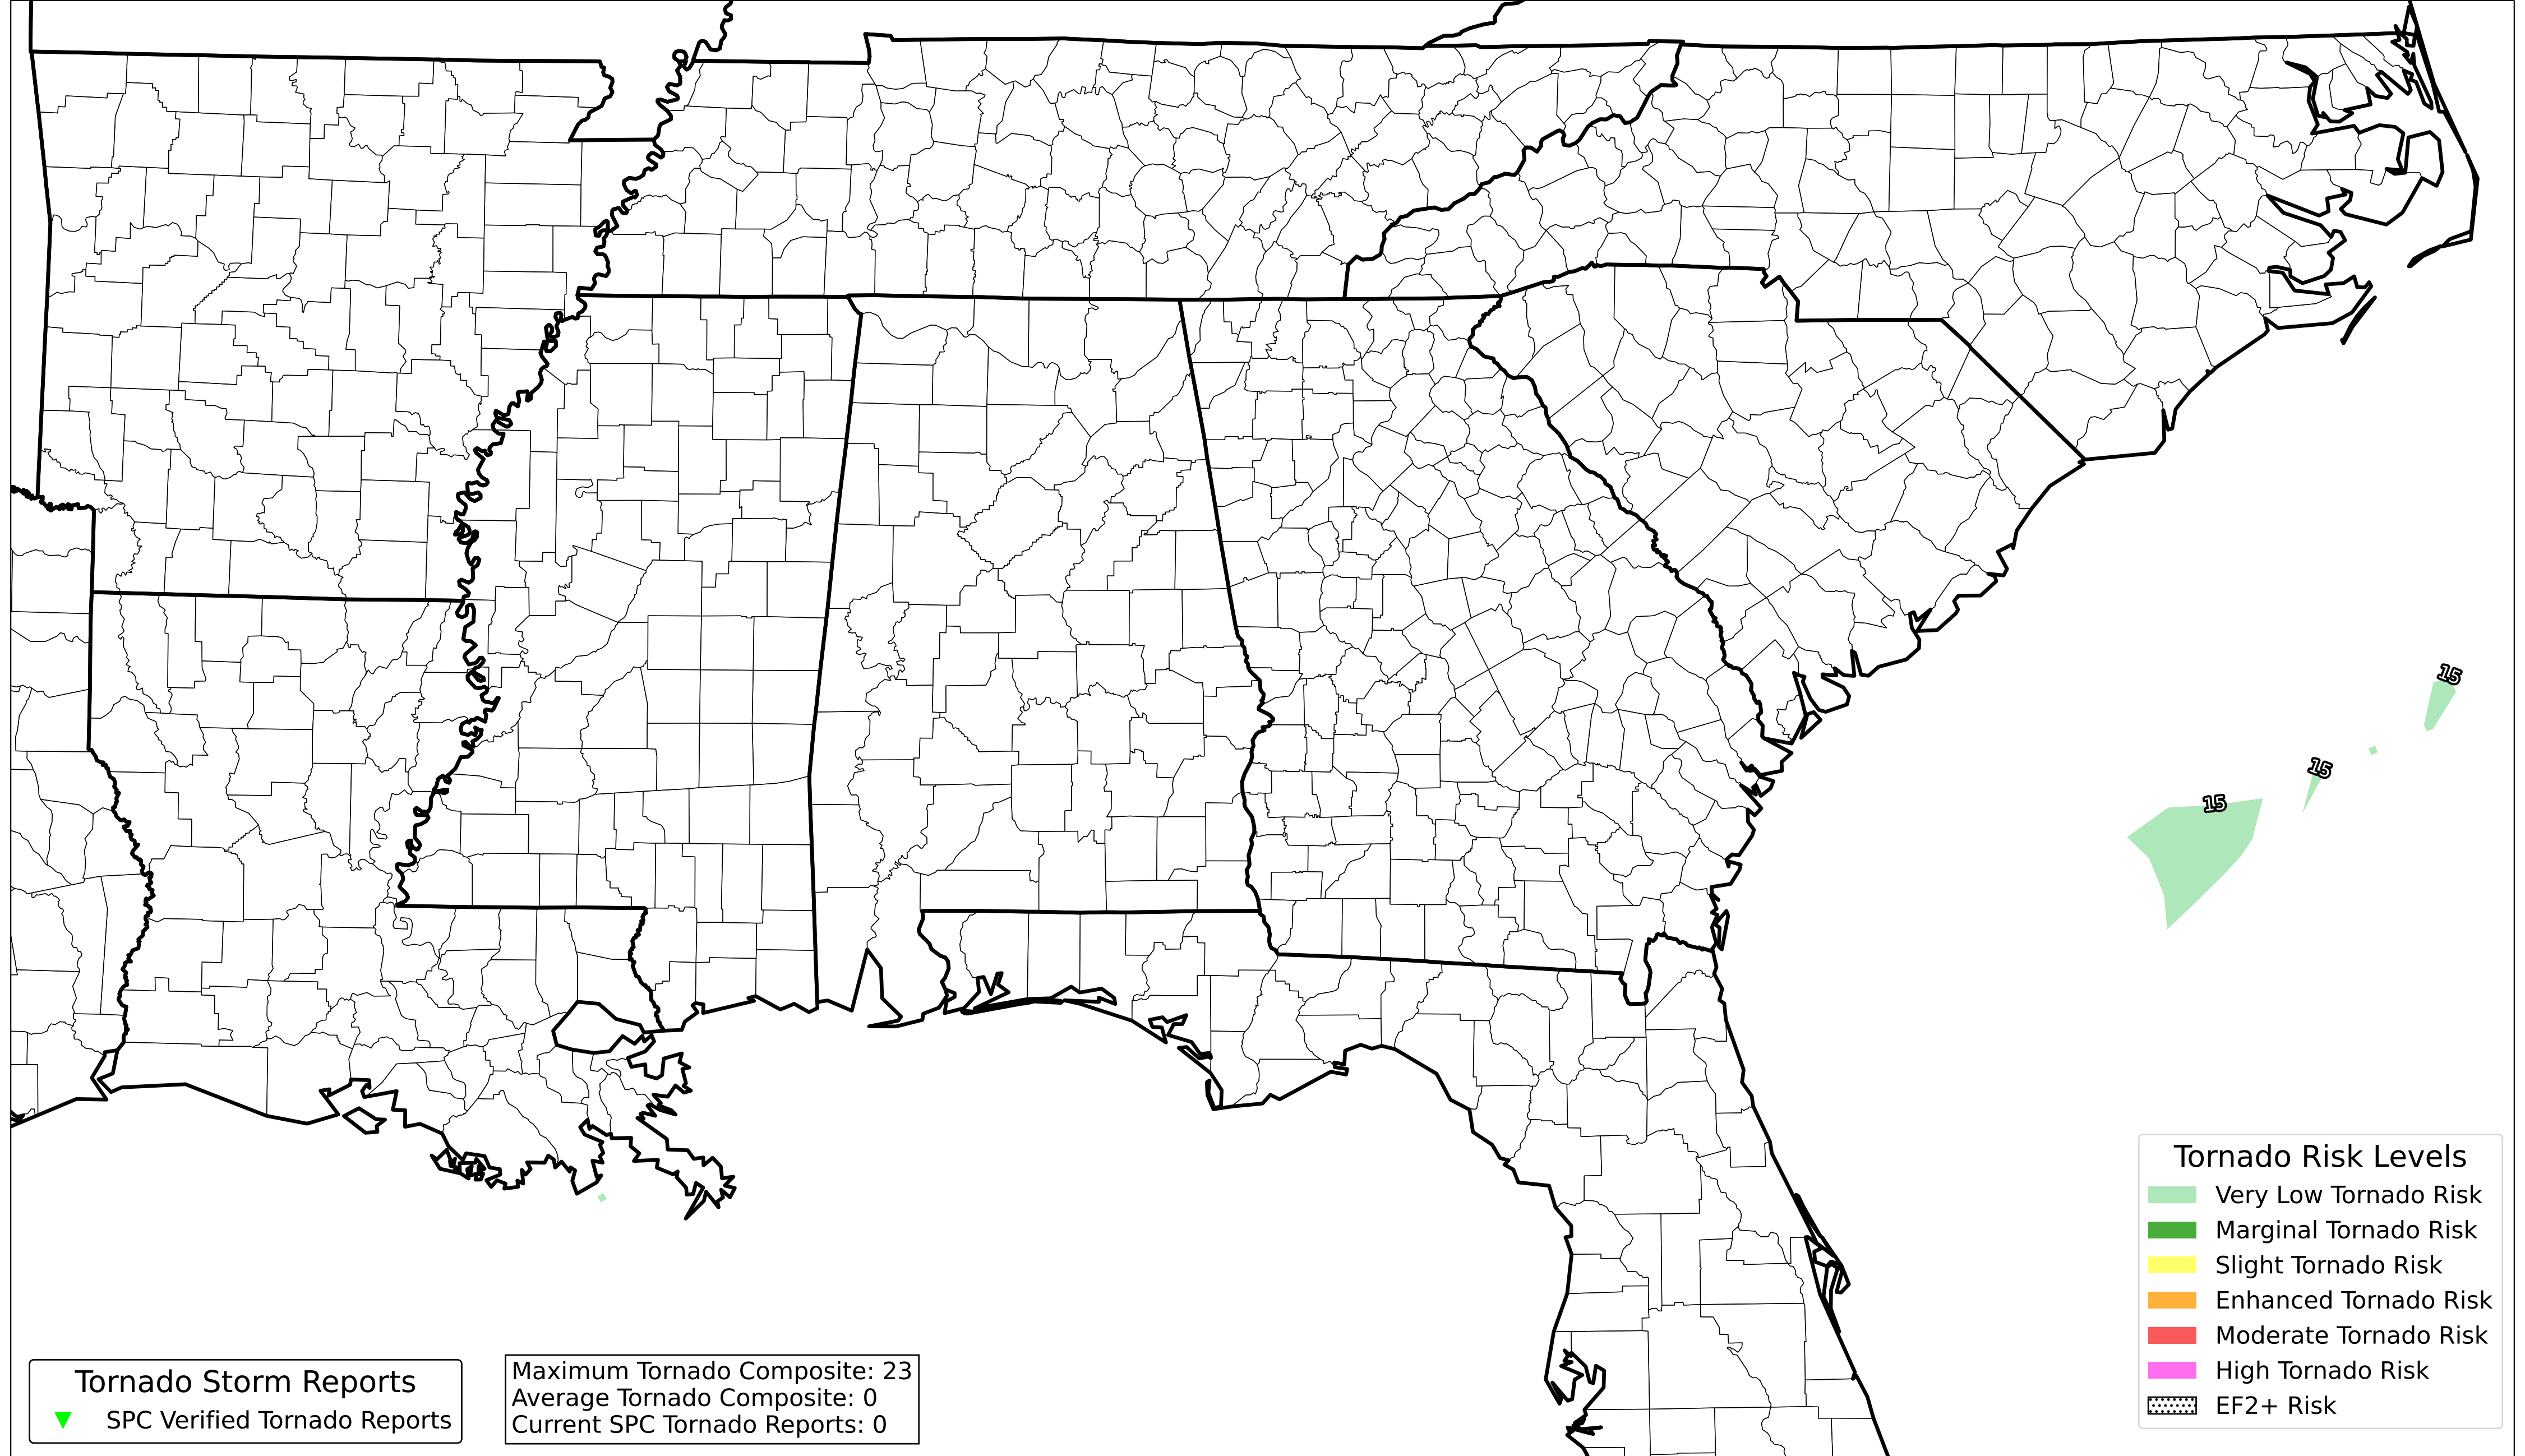 15
15
15
Tornado Risk Levels
Very Low Tornado Risk
Marginal Tornado Risk
Slight Tornado Risk
Enhanced Tornado Risk
Moderate Tornado Risk
High Tornado Risk
EF2+ Risk
Tornado Storm Reports
SPC Verified Tornado Reports
Maximum Tornado Composite: 23
Average Tornado Composite: 0
Current SPC Tornado Reports: 0